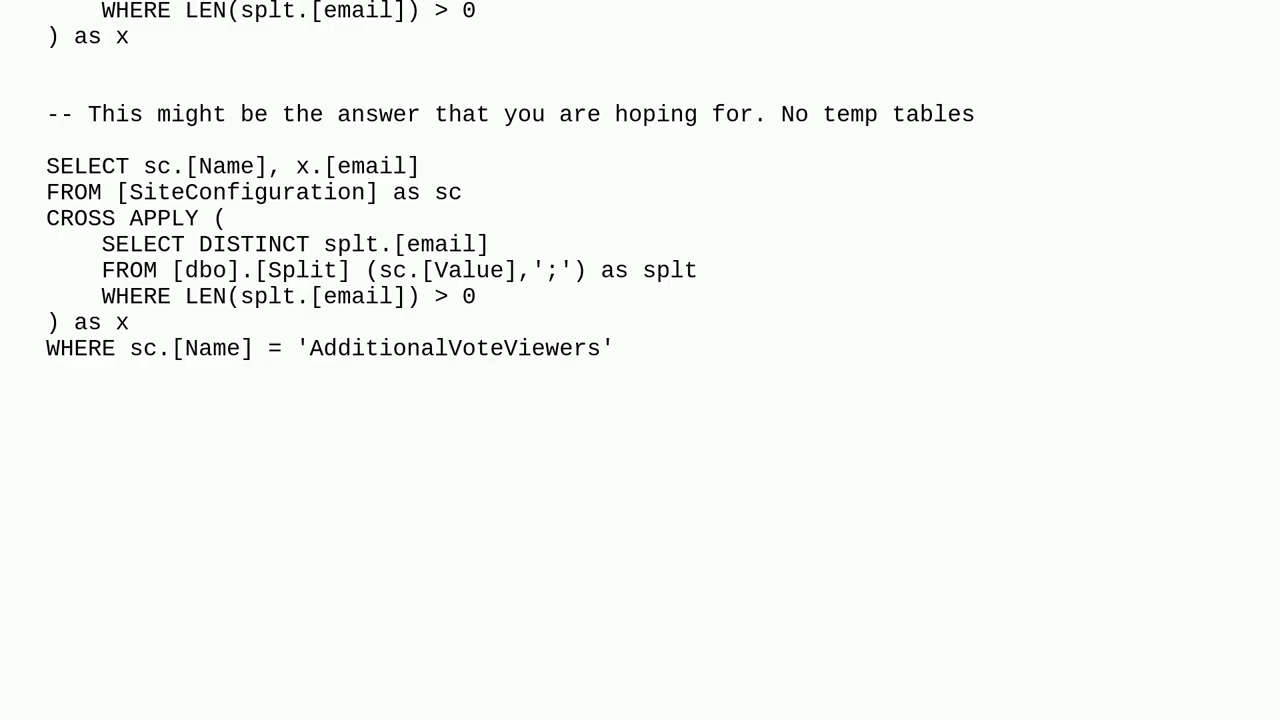 WHERE LEN(splt.[email]) > 0
) as x
-- This might be the answer that you are hoping for. No temp tables
SELECT sc.[Name], x.[email]
FROM [SiteConfiguration] as sc
CROSS APPLY (
    SELECT DISTINCT splt.[email]
    FROM [dbo].[Split] (sc.[Value],';') as splt
    WHERE LEN(splt.[email]) > 0
) as x
WHERE sc.[Name] = 'AdditionalVoteViewers'